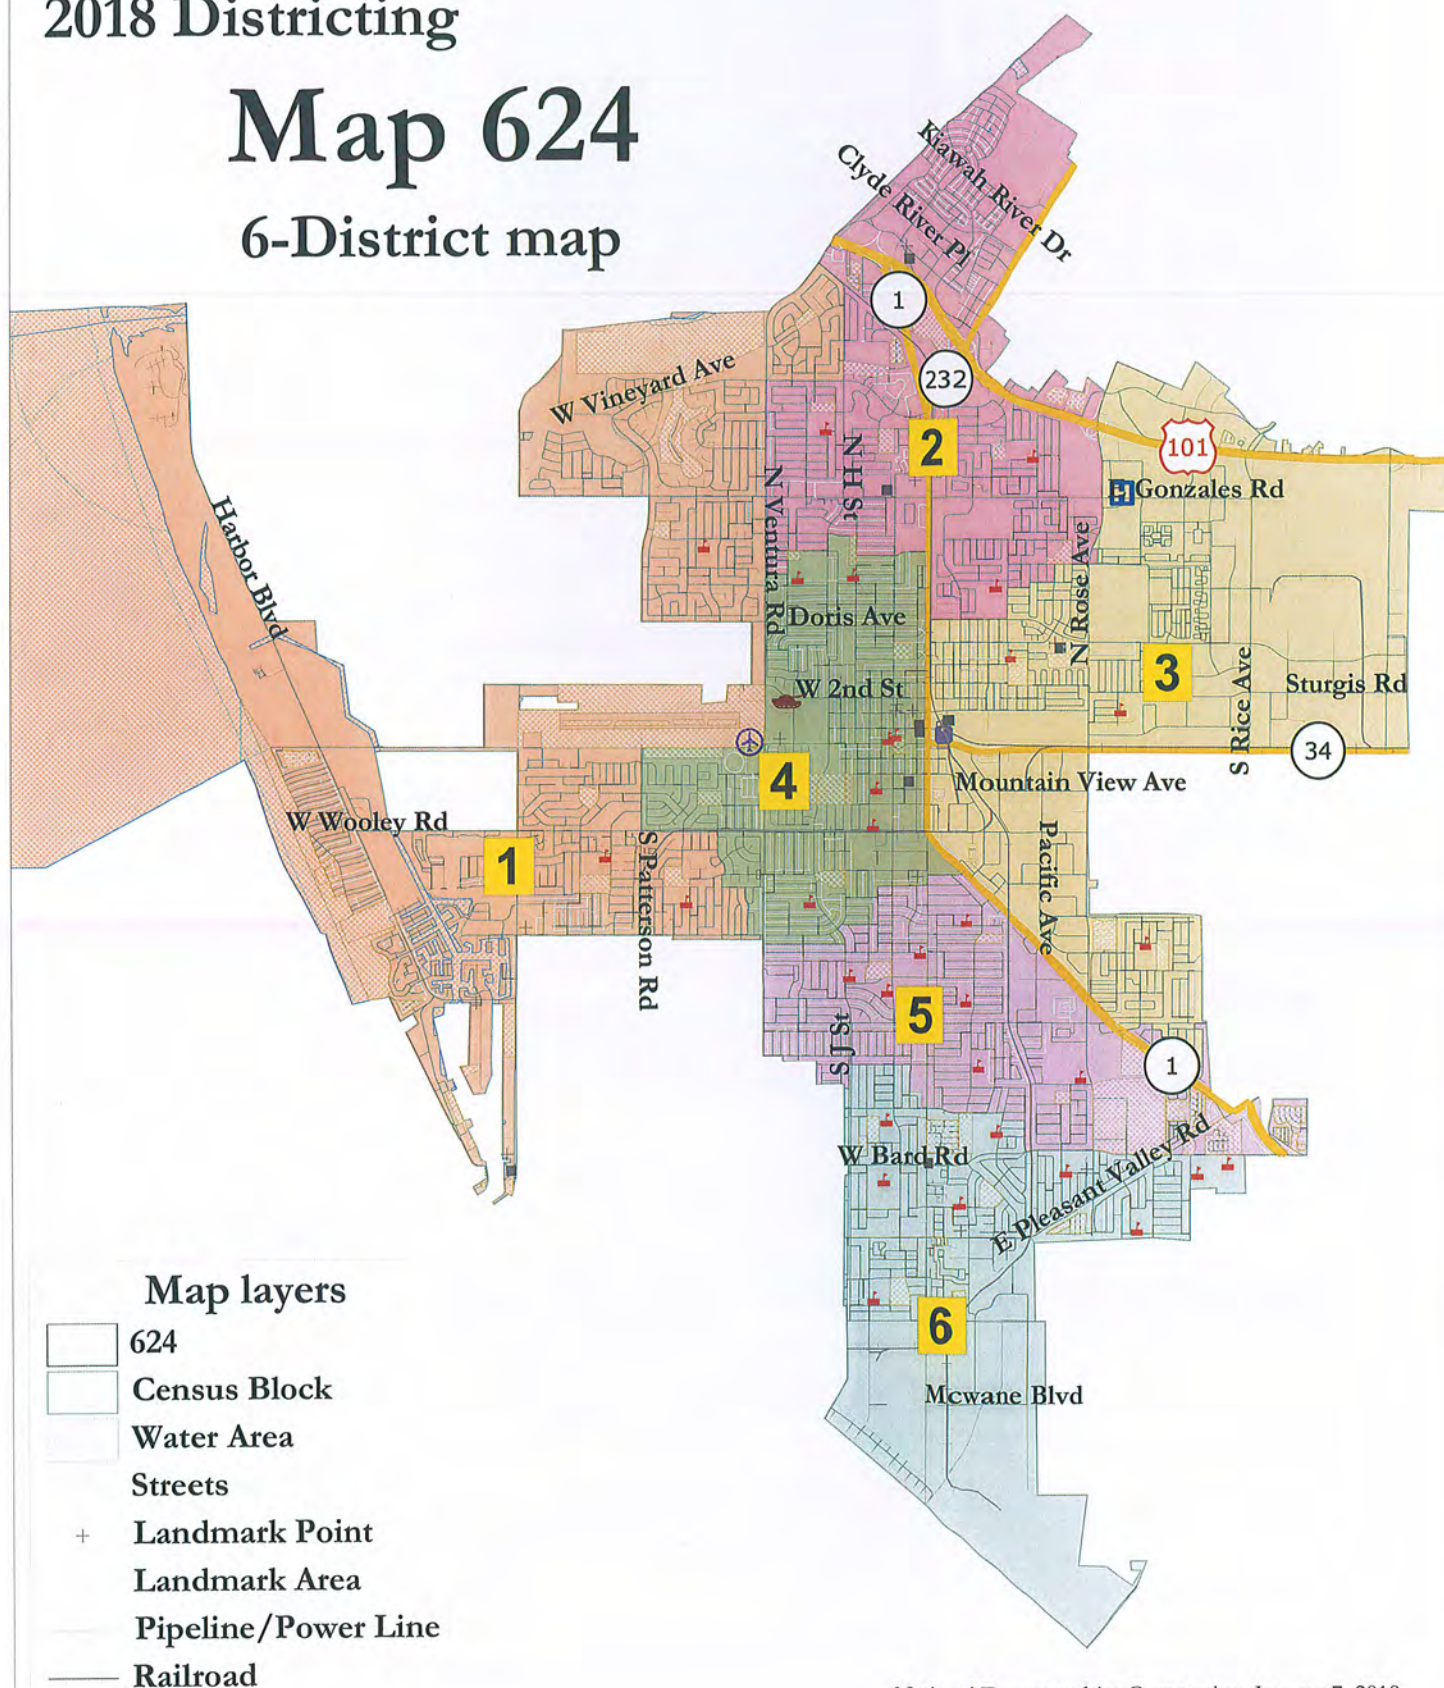 2018 Districting
Map 624
6-District map
Kiawah River Dr
Clyde River Pl
1
232
W Vineyard Ave
2
101
N H St
E Gonzales Rd
N Ventura Rd
Harbor Blvd
N Rose Ave
Doris Ave
3
W 2nd St
S Rice Ave
Sturgis Rd
34
4
Mountain View Ave
W Wooley Rd
1
S Patterson Rd
Pacific Ave
5
S J St
1
W Bard Rd
E Pleasant Valley Rd
6
Mcwane Blvd
Map layers
624
Census Block
Water Area
Streets
Landmark Point
Landmark Area
Pipeline/Power Line
Railroad